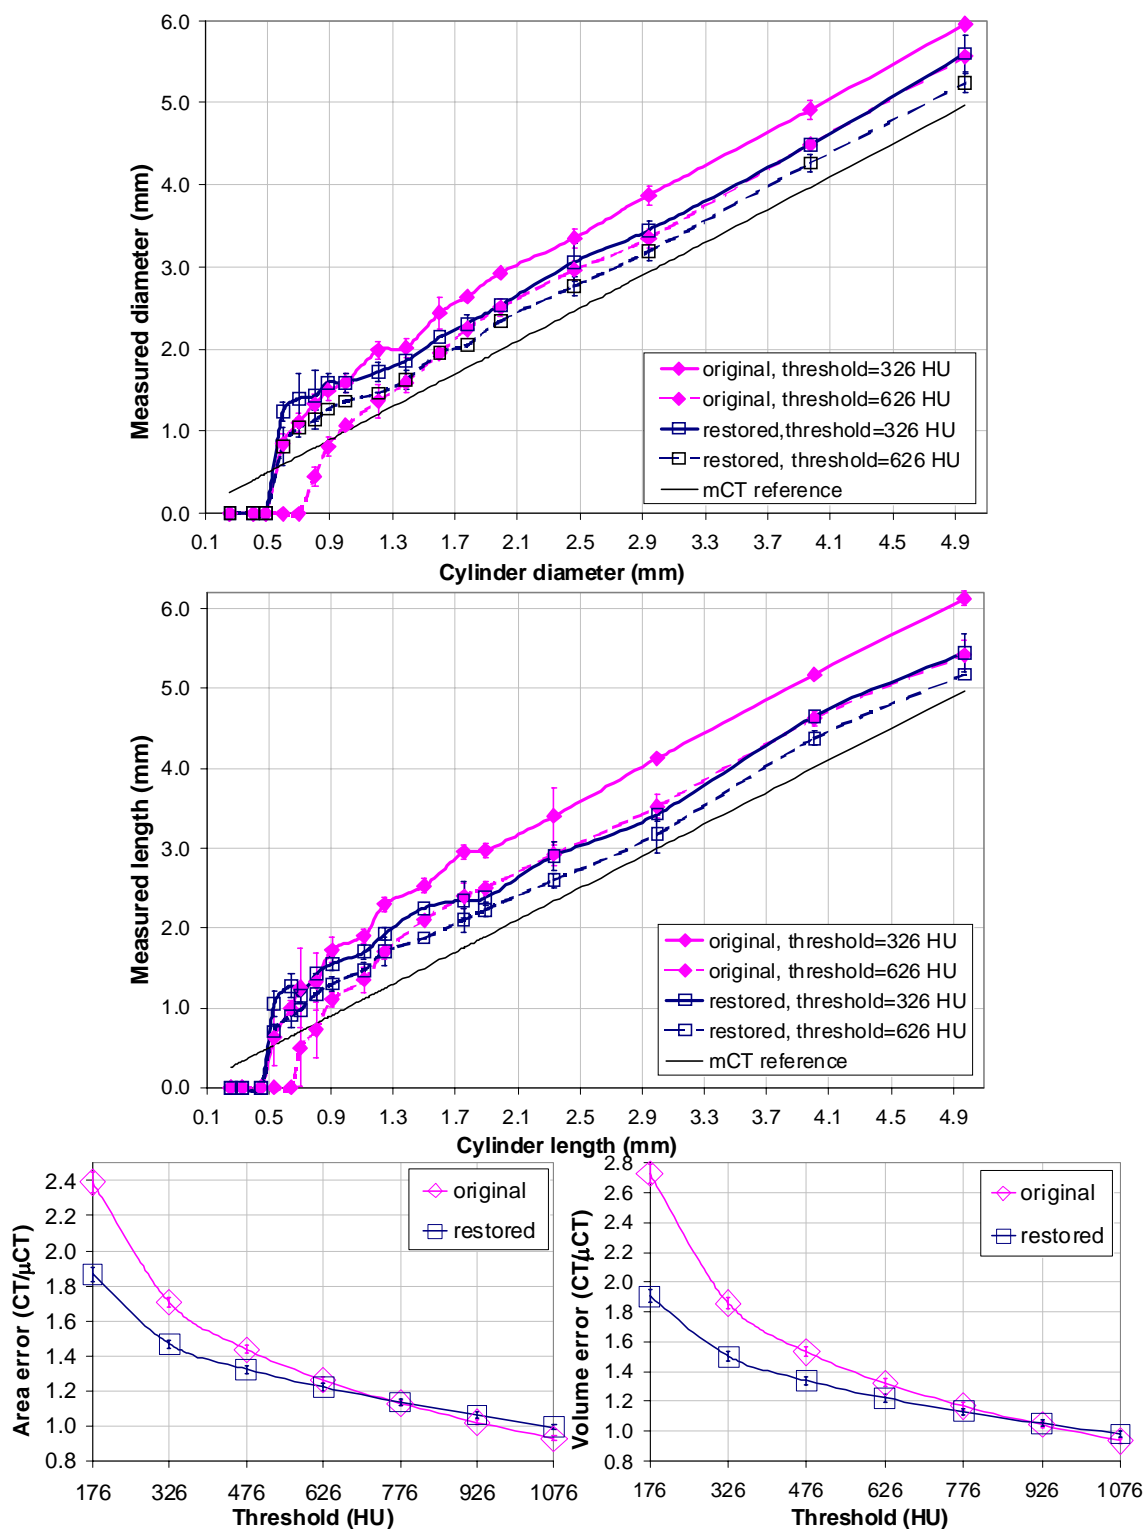 6.0
5.0
4.0
3.0
2.0
1.0
0.0
Measured diameter (mm)
original, threshold=326 HU
original, threshold=626 HU
restored,threshold=326 HU
restored, threshold=626 HU
mCT reference
0.1 0.5 0.9 1.3 1.7 2.1 2.5 2.9 3.3 3.7 4.1 4.5 4.9
Cylinder diameter (mm)
6.0
5.0
4.0
3.0
2.0
1.0
0.0
Measured length (mm)
original, threshold=326 HU
original, threshold=626 HU
restored, threshold=326 HU
restored, threshold=626 HU
mCT reference
0.1 0.5 0.9 1.3 1.7 2.1 2.5 2.9 3.3 3.7 4.1 4.5 4.9
Cylinder length (mm)
2.4
2.2
2.0
1.8
1.6
1.4
1.2
1.0
0.8
Area error (CT/μCT)
original
restored
176 326 476 626 776 926 1076
Threshold (HU)
2.8
2.6
2.4
2.2
2.0
1.8
1.6
1.4
1.2
1.0
0.8
Volume error (CT/μCT)
original
restored
176 326 476 626 776 926 1076
Threshold (HU)